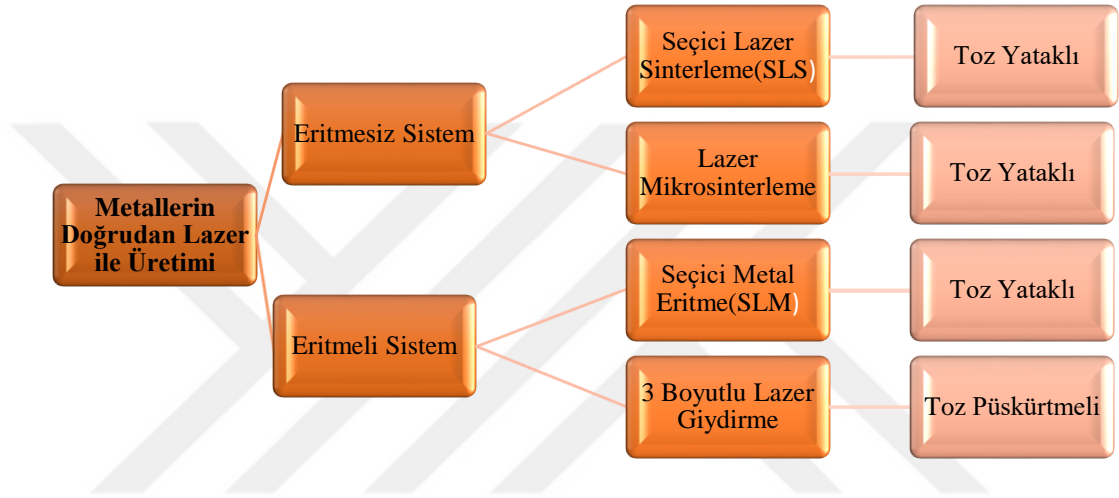 Metallerin
Doğrudan Lazer
ile Üretimi
Eritmesiz Sistem
Seçici Lazer
Sinterleme(SLS)
Toz Yataklı
Lazer
Mikrosinterleme
Toz Yataklı
Eritmeli Sistem
Seçici Metal
Eritme(SLM)
Toz Yataklı
3 Boyutlu Lazer
Giydirme
Toz Püskürtmeli